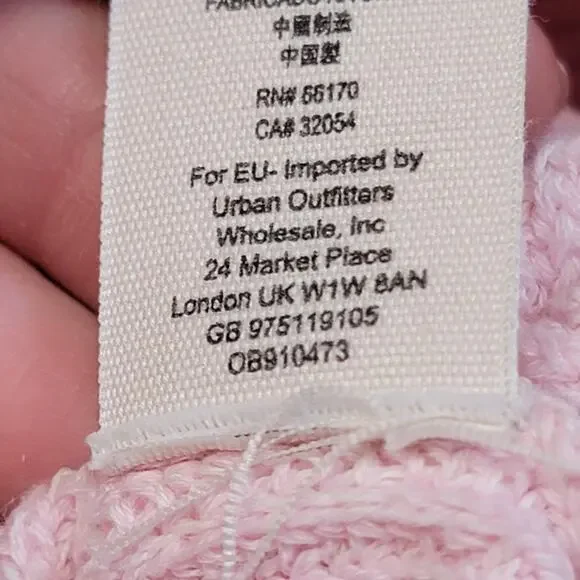 中國制造
中国製
RN# 66170
CA# 32054
For EU- Imported by
Urban Outfitters
Wholesale, Inc
24 Market Place
London UK W1W 8AN
GB 975119105
OB910473